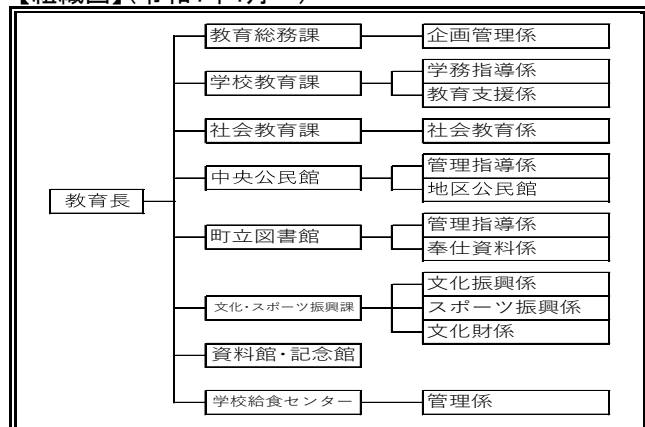 教育総務課 企画管理係
学校教育課 学務指導係
教育支援係
社会教育課 社会教育係
中央公民館 管理指導係
地区公民館
教育長
町立図書館 管理指導係
奉仕資料係
文化・スポーツ振興課 文化振興係
スポーツ振興係
文化財係
資料館・記念館
学校給食センター 管理係